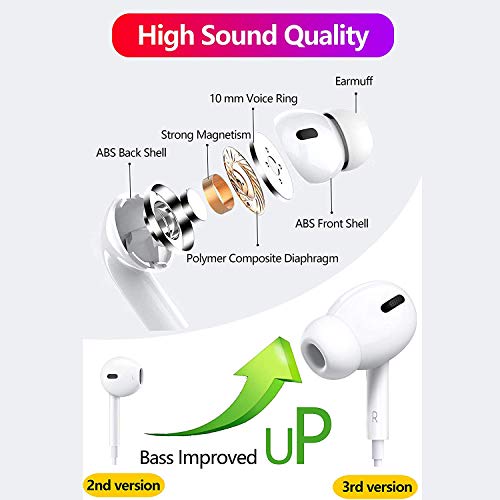 High Sound Quality
Earmuff
10 mm Voice Ring
Strong Magnetism
ABS Back Shell
ABS Front Shell
Polymer Composite Diaphragm
R
Bass Improved UP
2nd version
3rd version